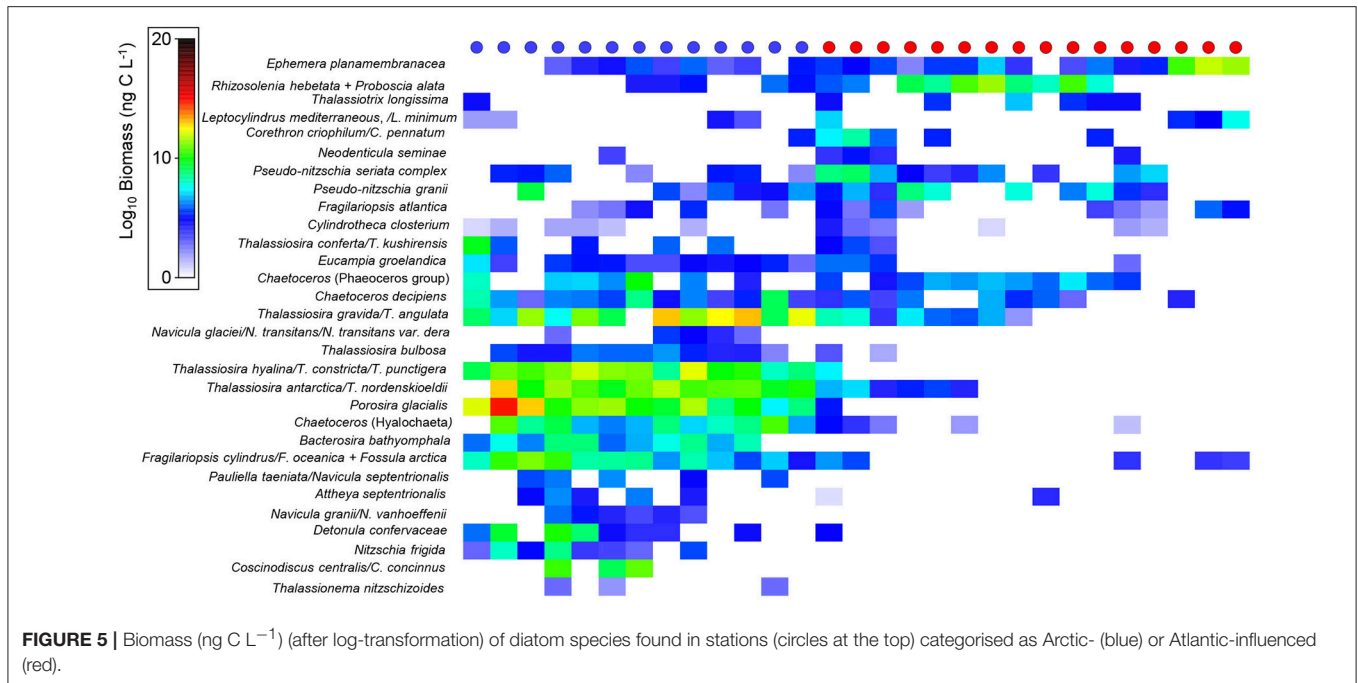 20
10
0
Log10 Biomass (ng C L-1)
Ephemera planamembranacea
Rhizosolenia hebetata + Proboscia alata
Thalassiotrix longissima
Leptocylindrus mediterraneous, /L. minimum
Corethron criophilum/C. pennatum
Neodenticula seminae
Pseudo-nitzschia seriata complex
Pseudo-nitzschia granii
Fragilariopsis atlantica
Cylindrotheca closterium
Thalassiosira conferta/T. kushirensis
Eucampia groelandica
Chaetoceros (Phaeoceros group)
Chaetoceros decipiens
Thalassiosira gravida/T. angulata
Navicula glaciei/N. transitans/N. transitans var. dera
Thalassiosira bulbosa
Thalassiosira hyalina/T. constricta/T. punctigera
Thalassiosira antarctica/T. nordenskioeldii
Porosira glacialis
Chaetoceros (Hyalochaeta)
Bacterosira bathyomphala
Fragilariopsis cylindrus/F. oceanica + Fossula arctica
Pauliella taeniata/Navicula septentrionalis
Attheya septentrionalis
Navicula granii/N. vanhoeffenii
Detonula confervaceae
Nitzschia frigida
Coscinodiscus centralis/C. concinnus
Thalassionema nitzschizoides
FIGURE 5 | Biomass (ng C L−1) (after log-transformation) of diatom species found in stations (circles at the top) categorised as Arctic- (blue) or Atlantic-influenced
(red).